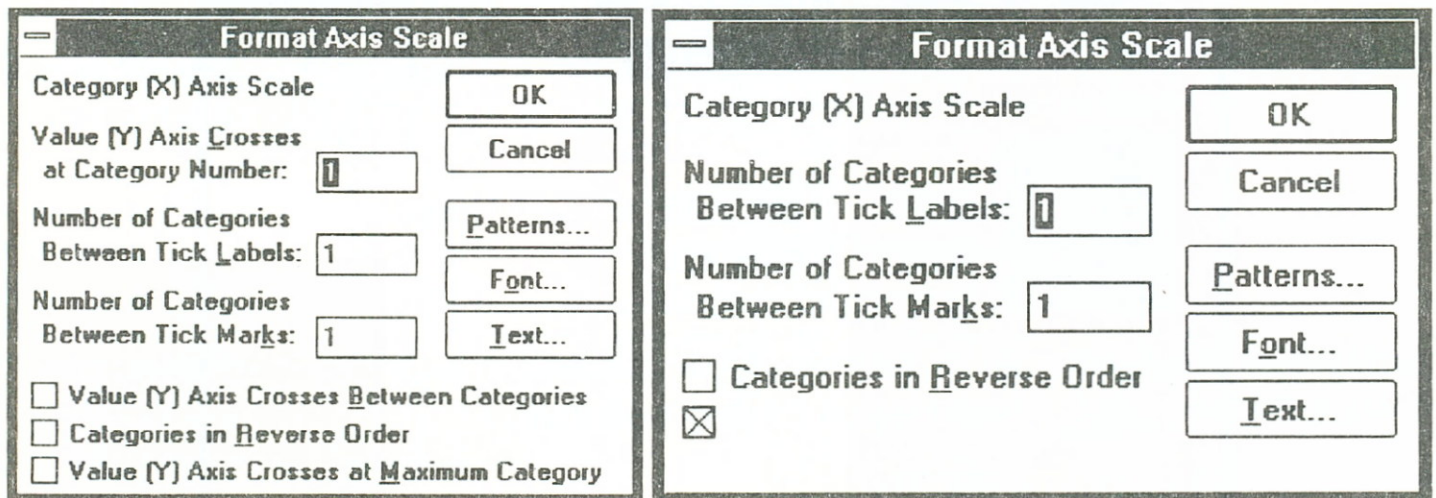 Format Axis Scale
Category (X) Axis Scale
OK
Value (Y) Axis Crosses
at Category Number: 1
Cancel
Number of Categories
Between Tick Labels: 1
Patterns...
Font...
Number of Categories
Between Tick Marks: 1
Text...
Value (Y) Axis Crosses Between Categories
Categories in Reverse Order
Value (Y) Axis Crosses at Maximum Category
Format Axis Scale
Category (X) Axis Scale
OK
Number of Categories
Between Tick Labels: 1
Cancel
Number of Categories
Between Tick Marks: 1
Patterns...
Font...
Categories in Reverse Order
Text...